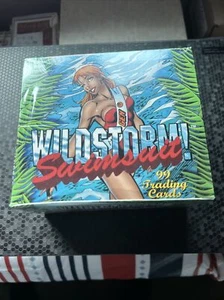 WILDSTORM!
Swimsuit
99
Trading
Cards